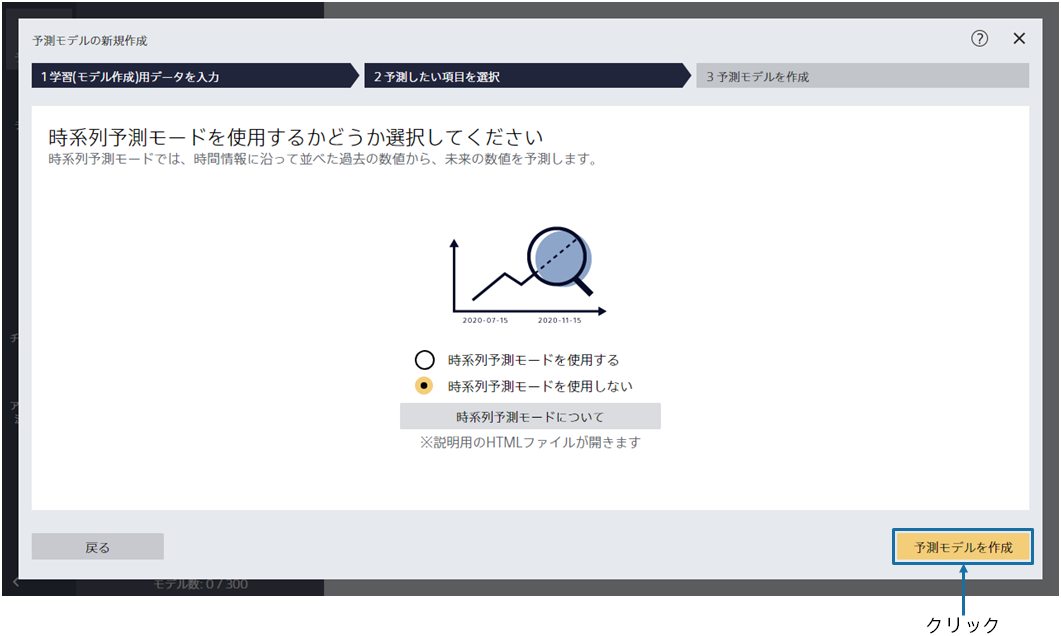 予測モデルの新規作成
?
1 学習(モデル作成)用データを入力
2 予測したい項目を選択
3 予測モデルを作成
時系列予測モードを使用するかどうか選択してください
時系列予測モードでは、時間情報に沿って並べた過去の数値から、未来の数値を予測します。
2020-07-15
2020-11-15
時系列予測モードを使用する
時系列予測モードを使用しない
時系列予測モードについて
※説明用のHTMLファイルが開きます
戻る
予測モデルを作成
モデル数: 0 / 300
クリック